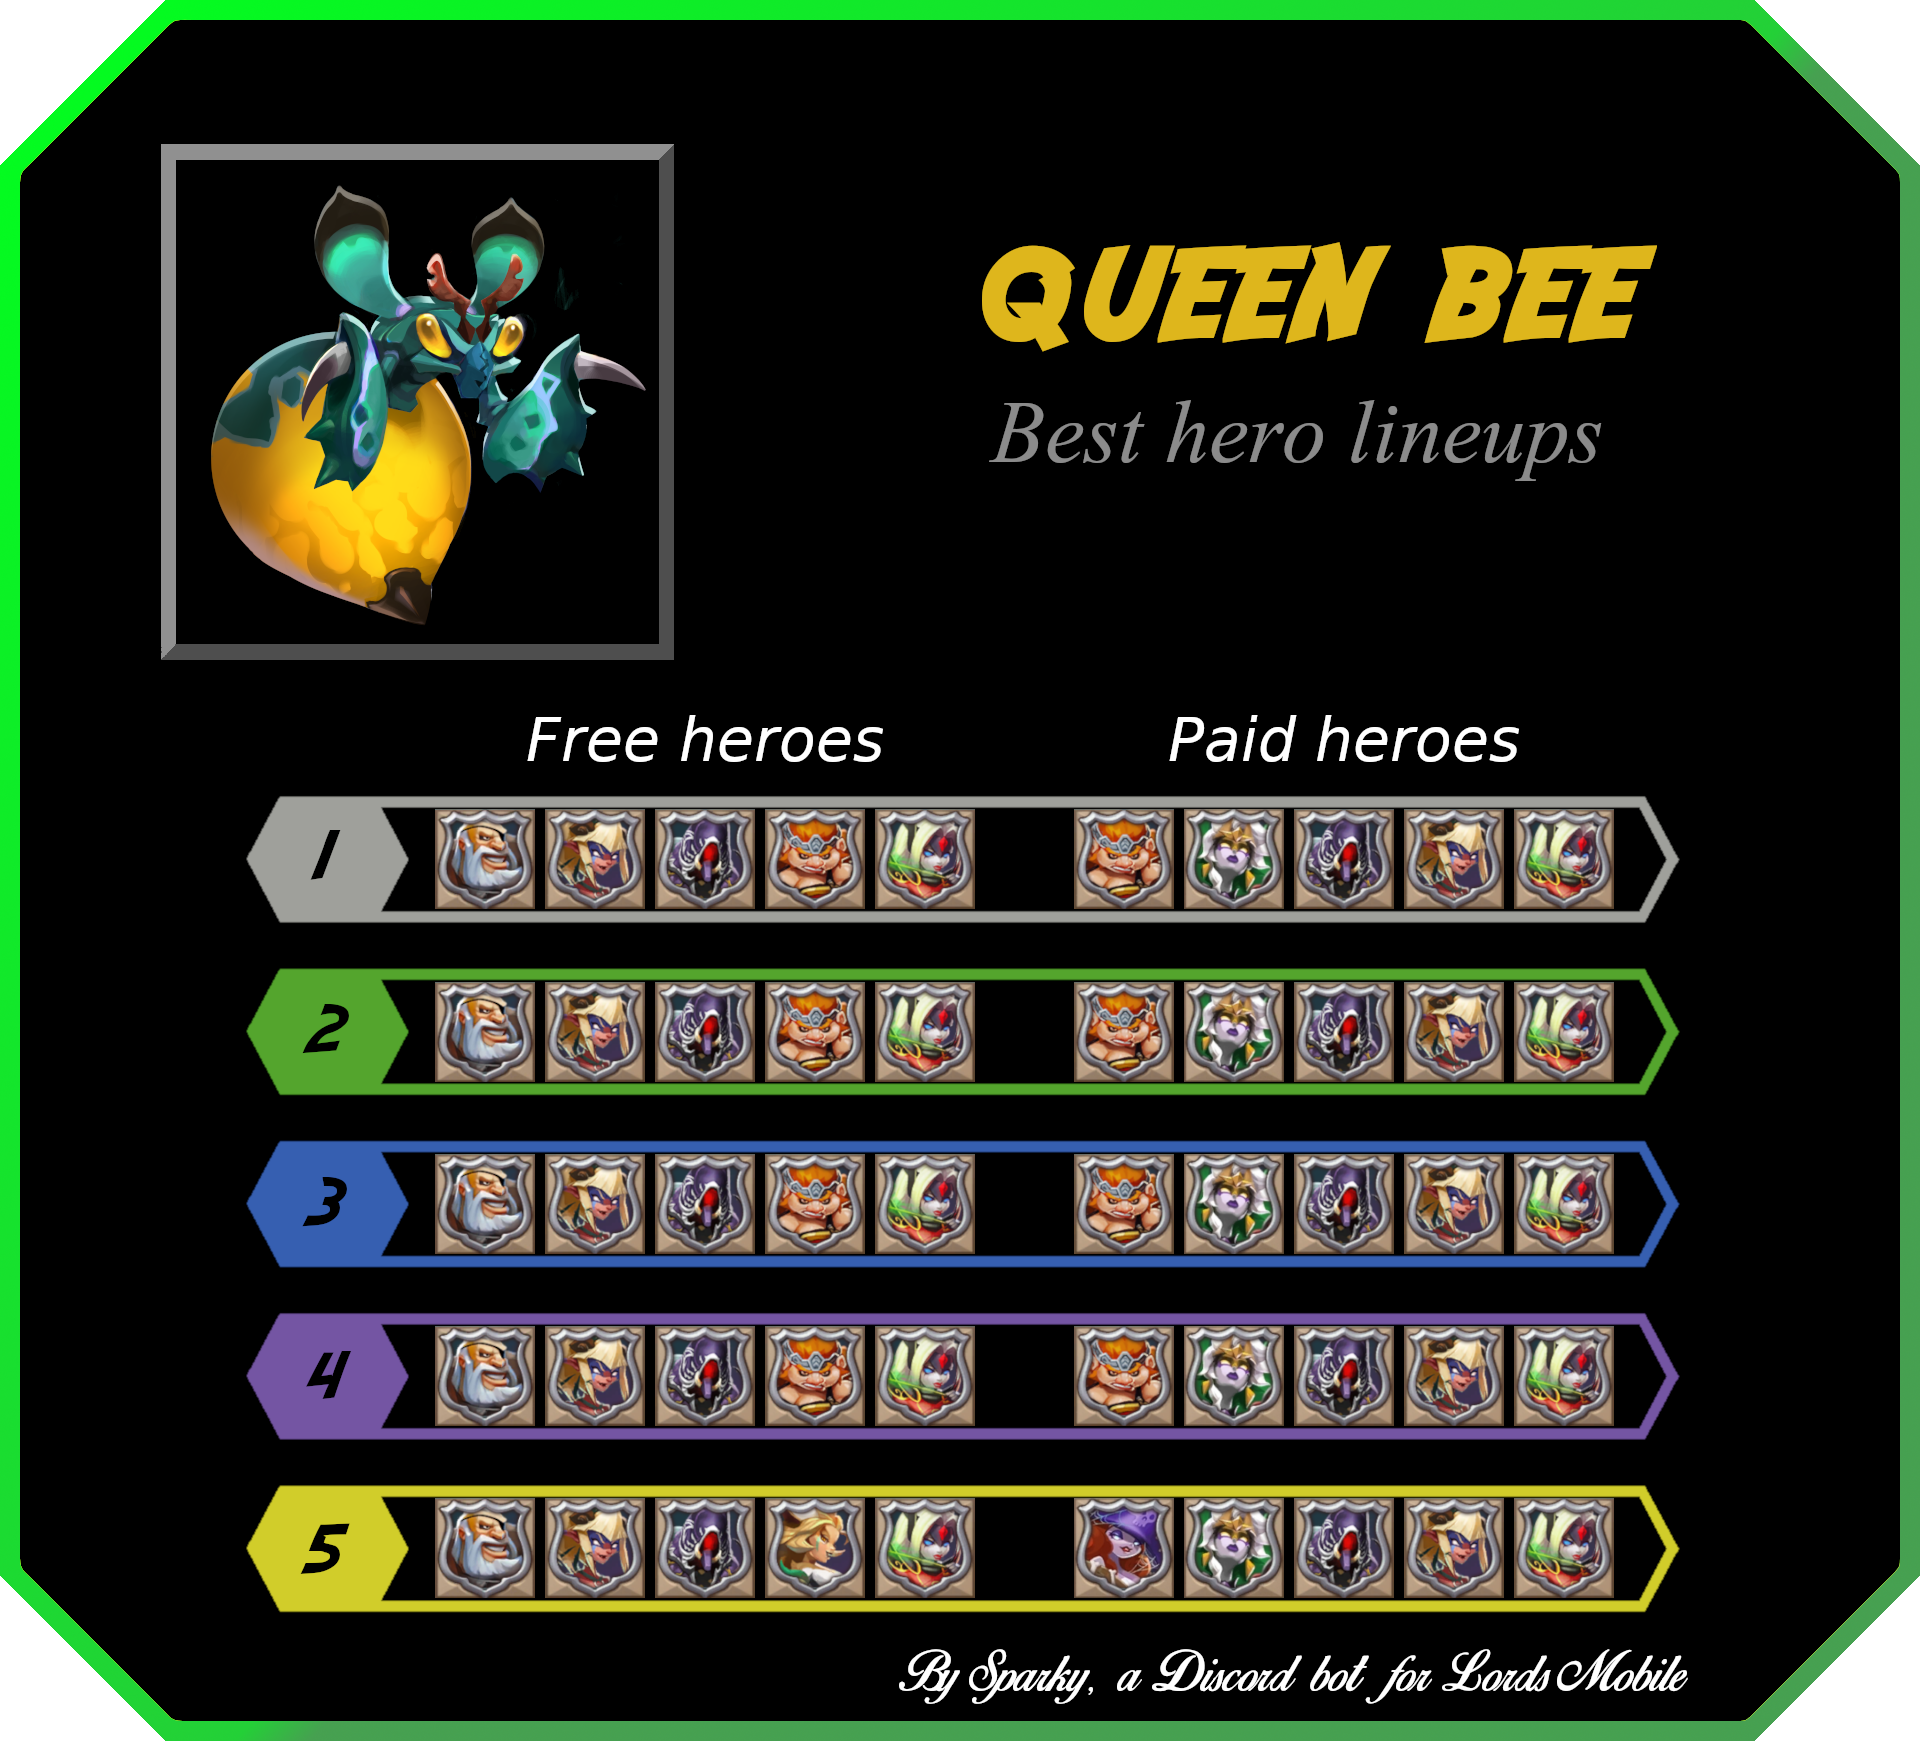 QUEEN BEE
Best hero lineups
Free heroes
Paid heroes
1
2
3
4
5
By Sparky, a Discord bot for Lords Mobile